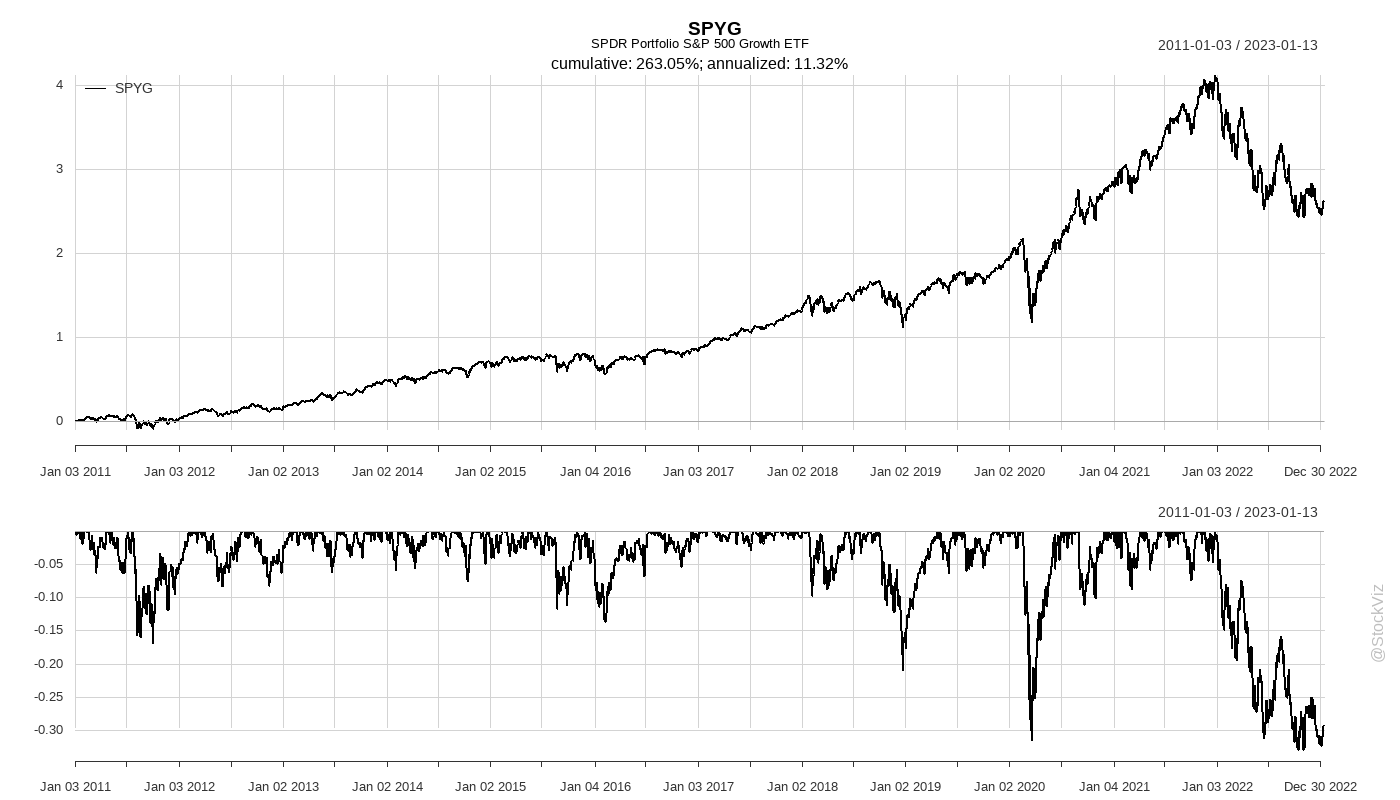 SPYG
SPDR Portfolio S&P 500 Growth ETF
cumulative: 263.05%; annualized: 11.32%
2011-01-03 / 2023-01-13
SPYG
4
3
2
1
0
Jan 03 2011 Jan 03 2012 Jan 02 2013 Jan 02 2014 Jan 02 2015 Jan 04 2016 Jan 03 2017 Jan 02 2018 Jan 02 2019 Jan 02 2020 Jan 04 2021 Jan 03 2022 Dec 30 2022
2011-01-03 / 2023-01-13
-0.05
-0.10
-0.15
-0.20
-0.25
-0.30
Jan 03 2011 Jan 03 2012 Jan 02 2013 Jan 02 2014 Jan 02 2015 Jan 04 2016 Jan 03 2017 Jan 02 2018 Jan 02 2019 Jan 02 2020 Jan 04 2021 Jan 03 2022 Dec 30 2022
@StockViz